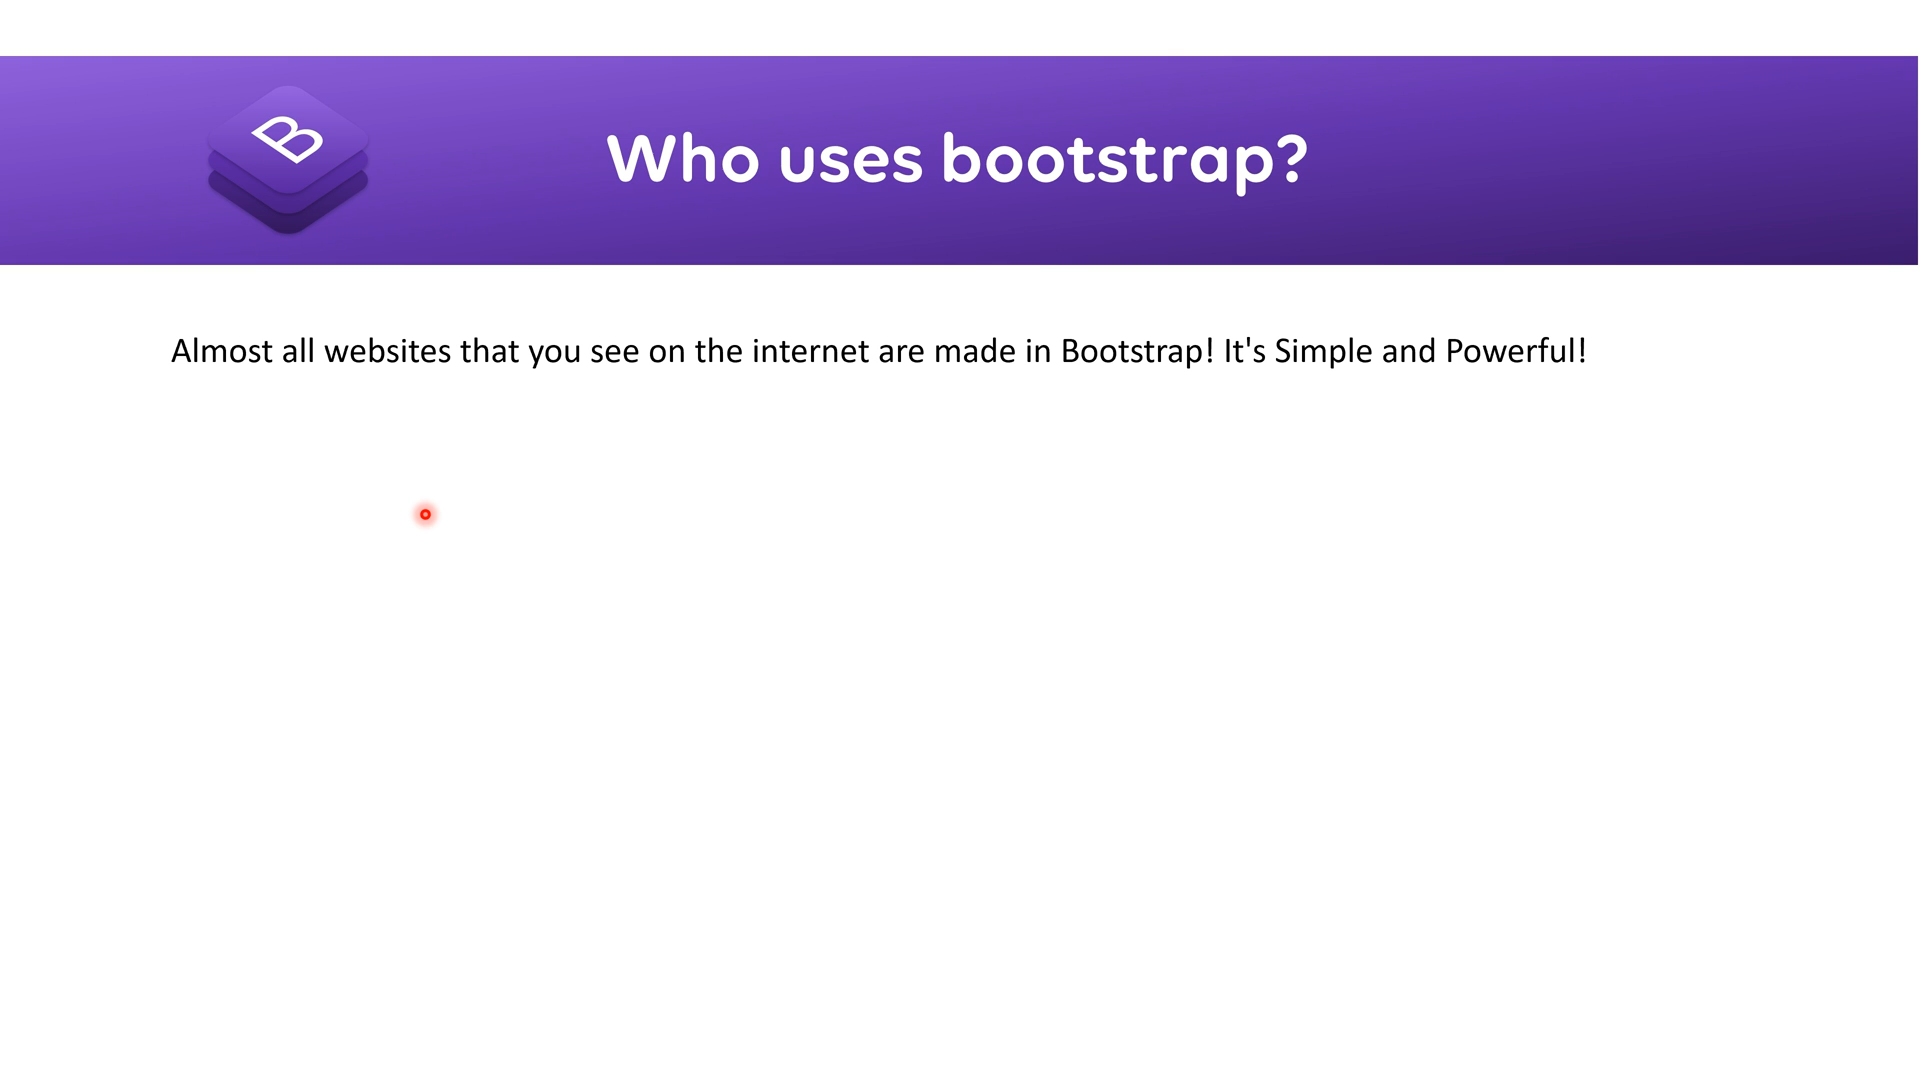 B
Who uses bootstrap?
Almost all websites that you see on the internet are made in Bootstrap! It's Simple and Powerful!